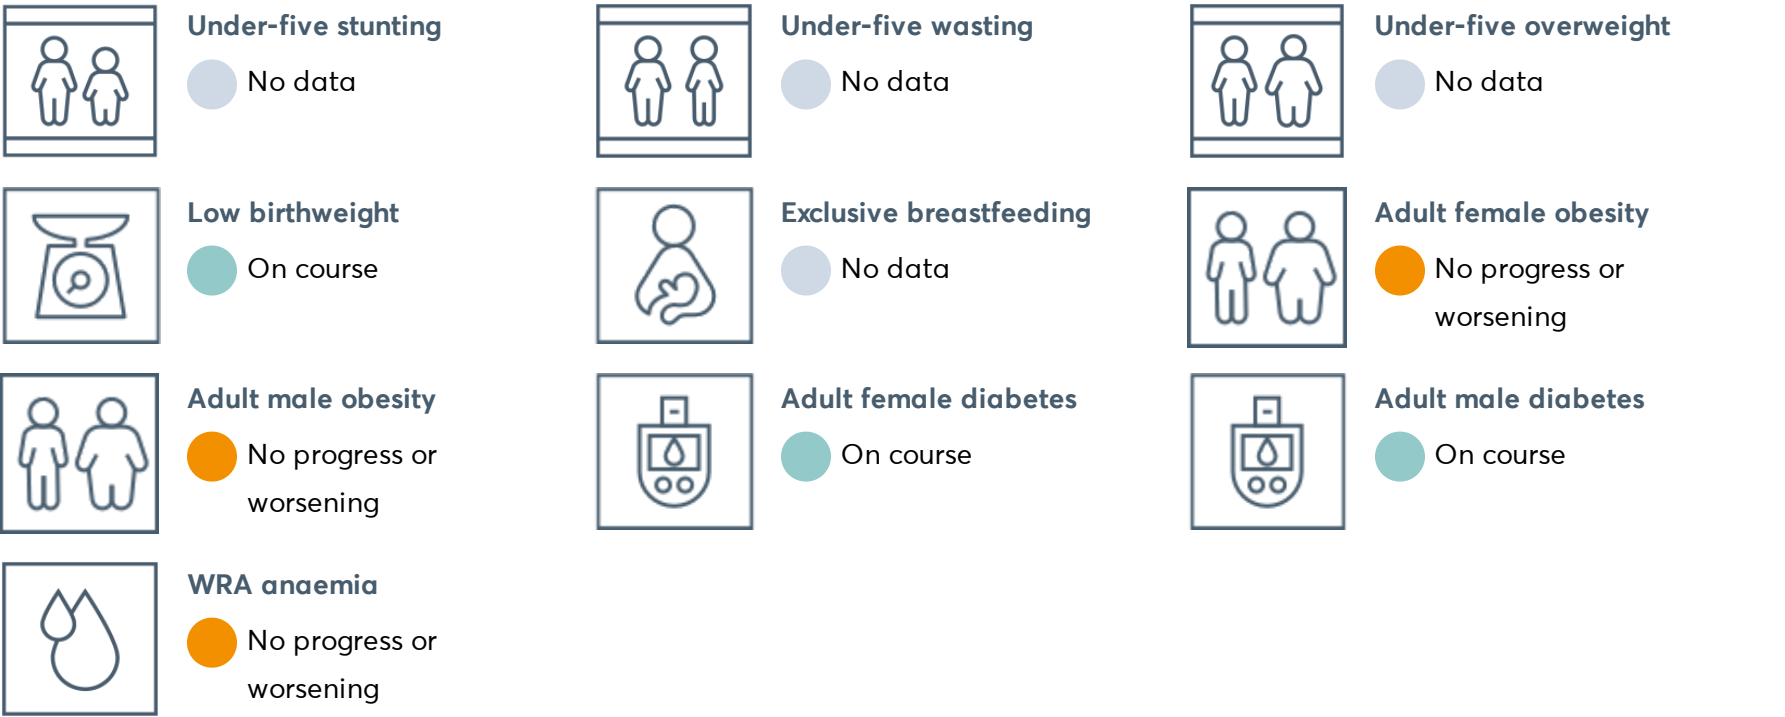 Under-five stunting
No data
Under-five wasting
No data
Under-five overweight
No data
Low birthweight
On course
Exclusive breastfeeding
No data
Adult female obesity
No progress or
worsening
Adult male obesity
No progress or
worsening
Adult female diabetes
On course
Adult male diabetes
On course
WRA anaemia
No progress or
worsening